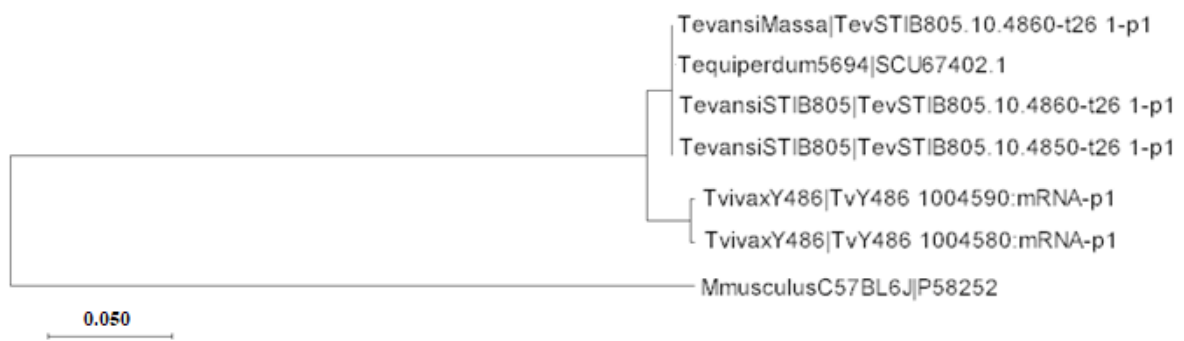 TevansiMassa|TevSTIB805.10.4860-t26 1-p1
Tequiperdum5694|SCU67402.1
TevansiSTIB805|TevSTIB805.10.4860-t26 1-p1
TevansiSTIB805|TevSTIB805.10.4850-t26 1-p1
TvivaxY486|TvY486 1004590:mRNA-p1
TvivaxY486|TvY486 1004580:mRNA-p1
MmusculusC57BL6J|P58252
0.050